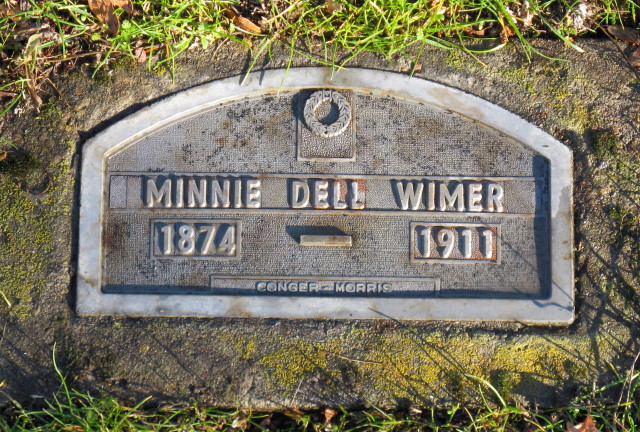 MINNIE DELL WIMER
1874 – 1911
CONGER-MORRIS